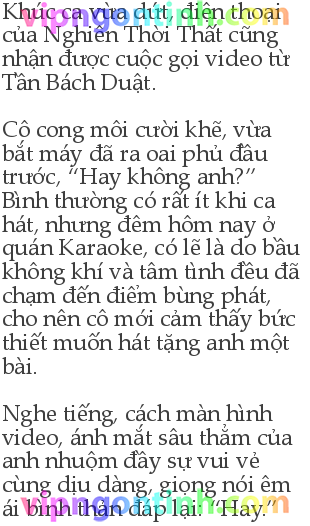 Khúc ca vừa dứt, điện thoại
của Nghiên Thời Thất cũng
nhận được cuộc gọi video từ
Tần Bách Duật.
Cô cong môi cười khẽ, vừa
bắt máy đã ra oai phủ đầu
trước, “Hay không anh?”
Bình thường có rất ít khi ca
hát, nhưng đêm hôm nay ở
quán Karaoke, có lẽ là do bầu
không khí và tâm tình đều đã
chạm đến điểm bùng phát,
cho nên cô mới cảm thấy bức
thiết muốn hát tặng anh một
bài.
Nghe tiếng, cách màn hình
video, ánh mắt sâu thẳm của
anh nhuộm đầy sự vui vẻ
cùng dịu dàng, giọng nói êm
ái bình thản đáp lại: “Hay.”
vipngontinh.com
vipngontinh.com